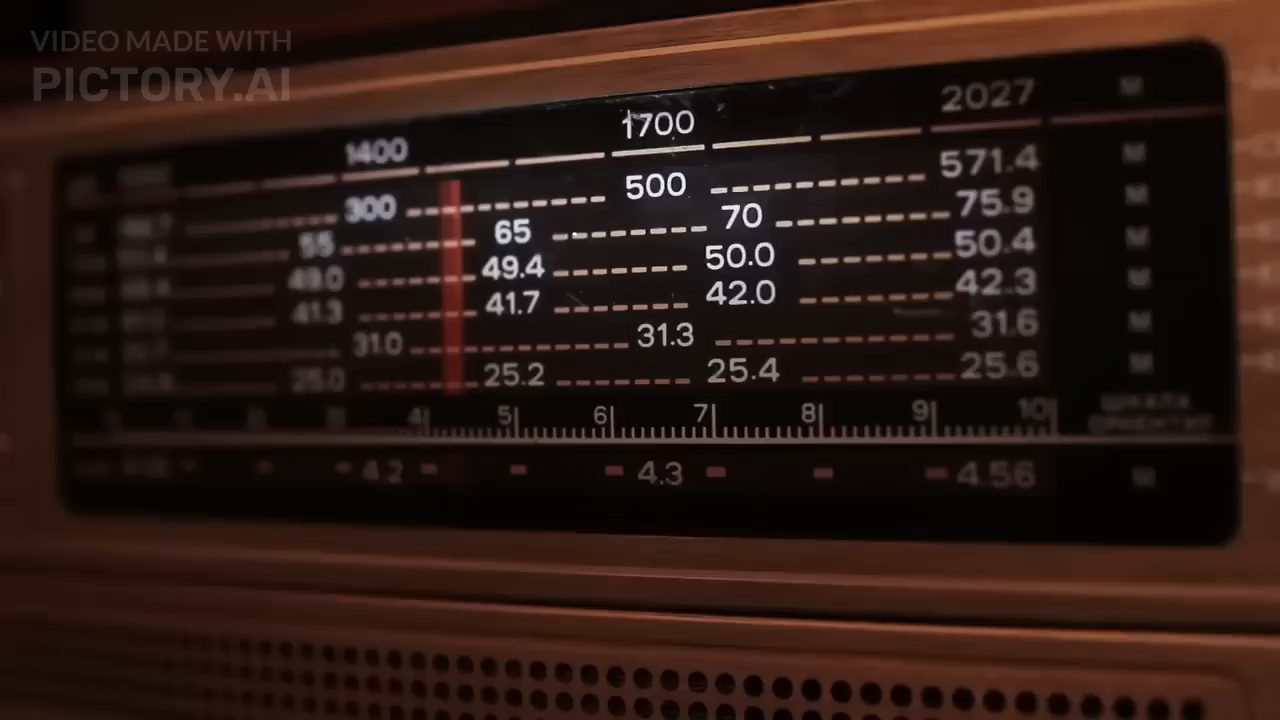 VIDEO MADE WITH
PICTORY.AI
1400 1700 2027 М
300 500 571.4 М
55 65 70 75.9 М
49.0 49.4 50.0 50.4 М
41.3 41.7 42.0 42.3 М
31.0 31.3 31.6 М
25.0 25.2 25.4 25.6 М
4 5 6 7 8 9 10 ШКАЛА
4.2 4.3 4.56 М